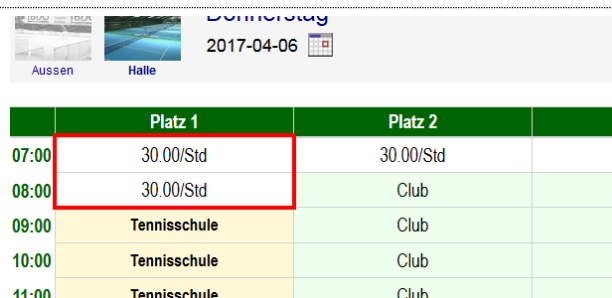 Donnerstag
2017-04-06
Aussen Halle
Platz 1 Platz 2
07:00 30.00/Std 30.00/Std
08:00 30.00/Std Club
09:00 Tennisschule Club
10:00 Tennisschule Club
11:00 Tennisschule Club